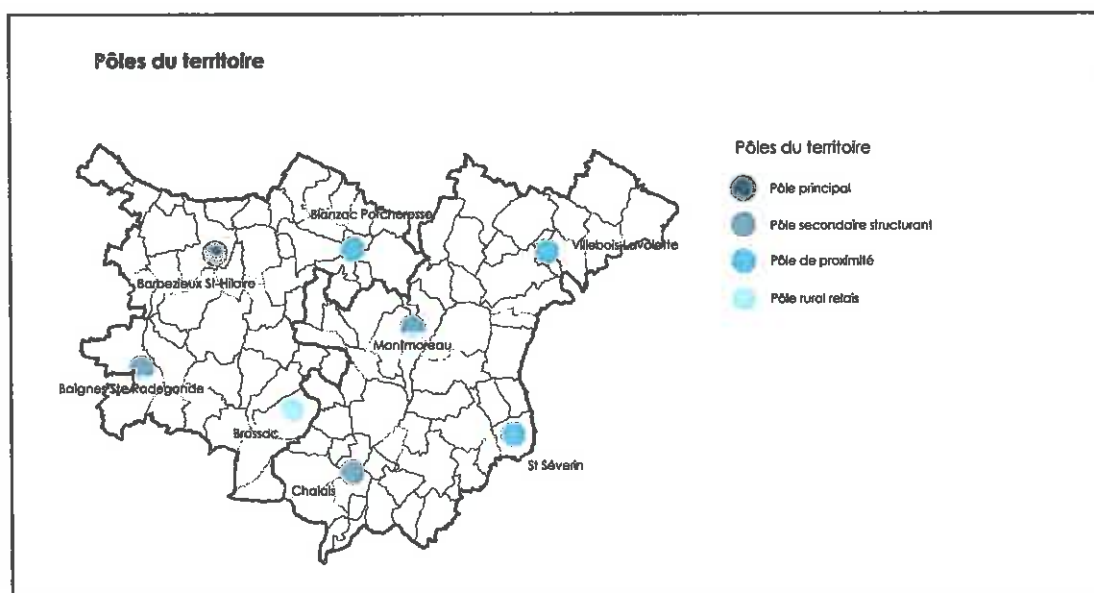 Pôles du territoire
Pôles du territoire
Pôle principal
Pôle secondaire structurant
Pôle de proximité
Pôle rural relais
Blanzac Porcheresse
Villebois-Lavalette
Barbezieux St-Hilaire
Montmoreau
Baignes Ste Radegonde
Brossac
St Séverin
Chalais